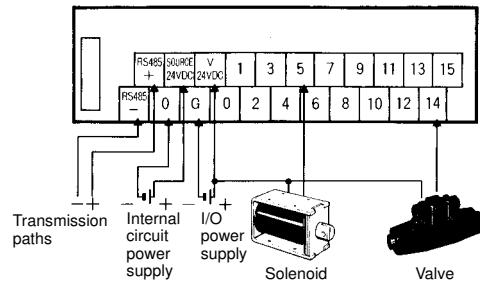 RS485 + SOURCE 24VDC V 24VDC 1 3 5 7 9 11 13 15
RS485 - 0 G 0 2 4 6 8 10 12 14
- + - + - +
Transmission paths
Internal circuit power supply
I/O power supply
Solenoid
Valve